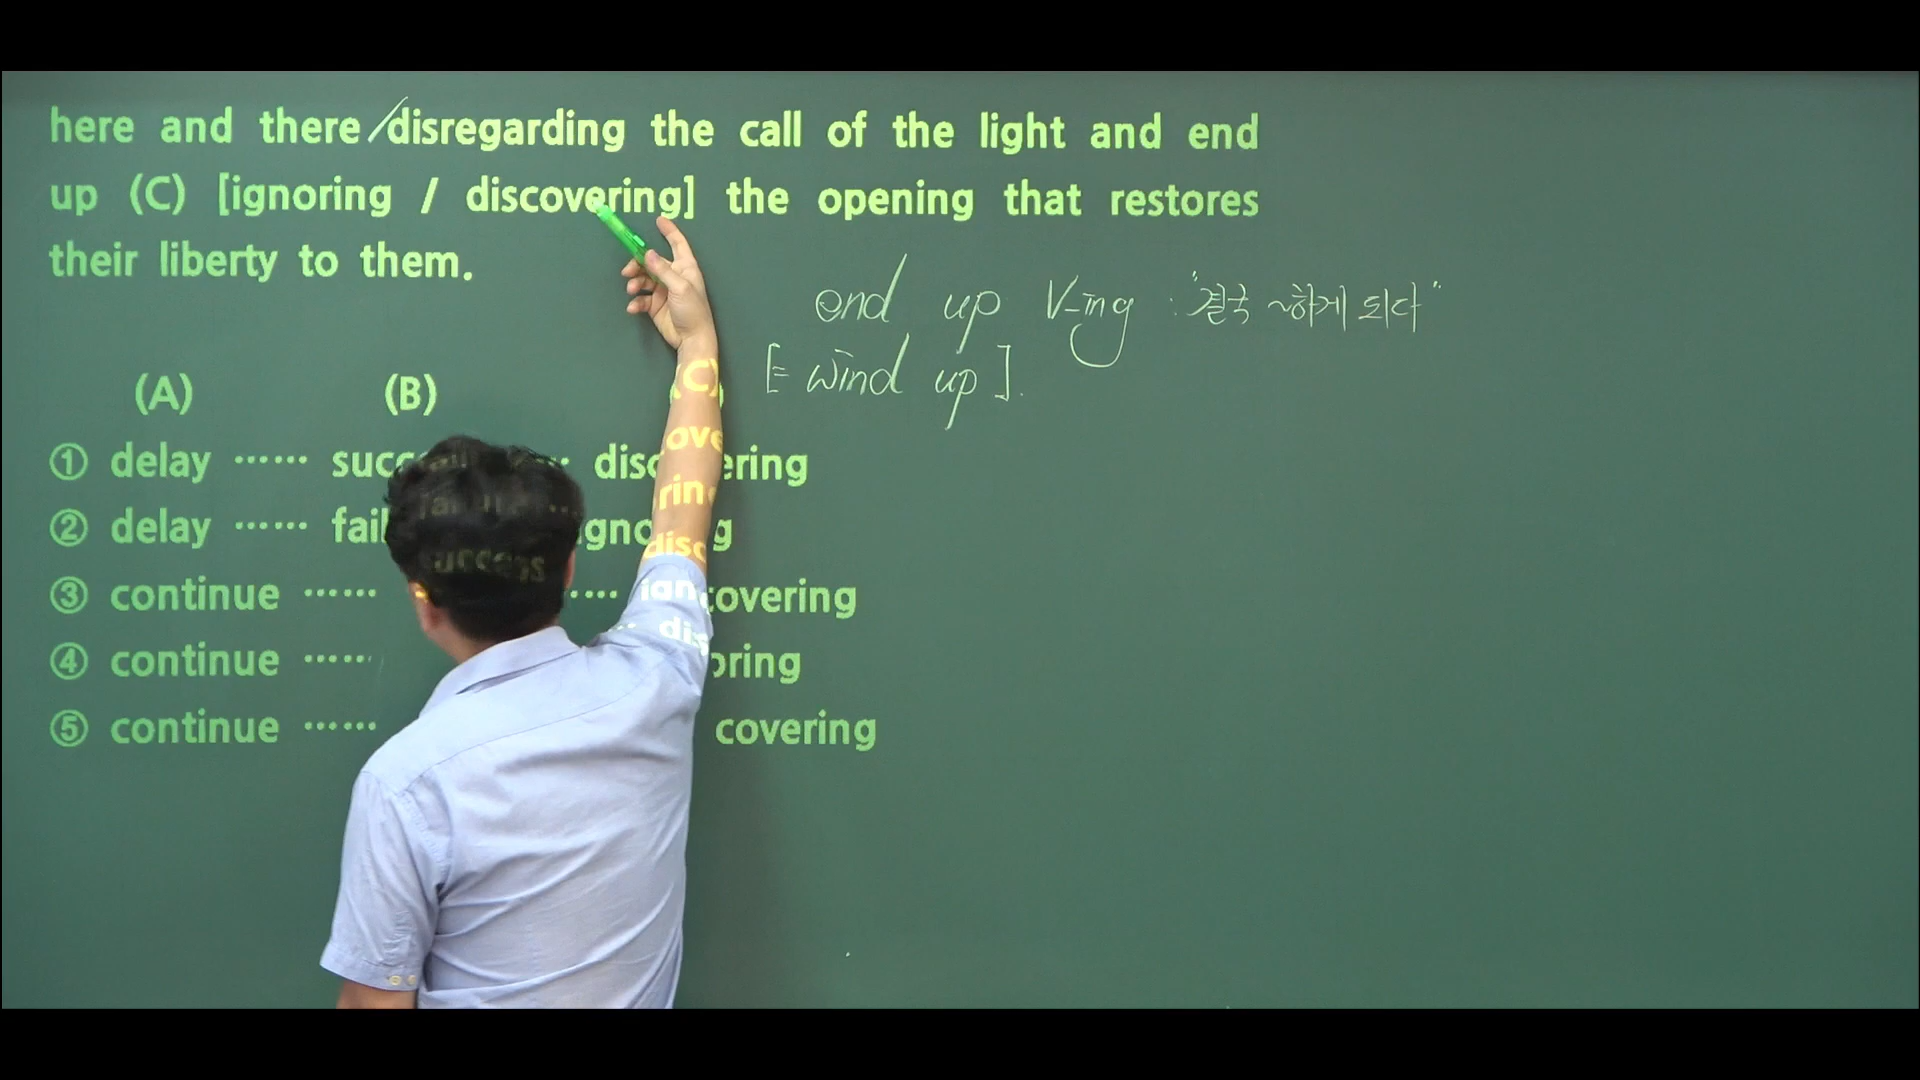 here and there / disregarding the call of the light and end
up (C) [ignoring / discovering] the opening that restores
their liberty to them.
end up V-ing : "결국 ~하게 되다"
[= wind up].
(A) (B) (C)
① delay ······ discovering
② delay ······
③ continue ······
④ continue ······
⑤ continue ······